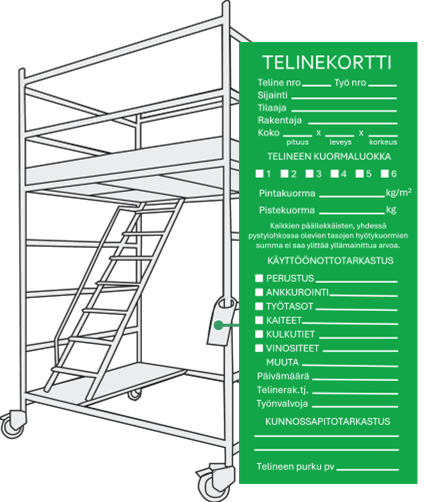 TELINEKORTTI
Teline nro Työ nro
Sijainti
Tilaaja
Rakentaja
Koko x x
pituus leveys korkeus
TELINEEN KUORMALUOKKA
1 2 3 4 5 6
Pintakuorma kg/m²
Pistekuorma kg
Kaikkien päällekkäisten, yhdessä
pystylohkossa olevien tasojen hyötykuormien
summa ei saa ylittää yllämainittua arvoa.
KÄYTTÖÖNOTTOTARKASTUS
PERUSTUS
ANKKUROINTI
TYÖTASOT
KAITEET
KULKUTIET
VINOSITEET
MUUTA
Päivämäärä
Telinerak.tj.
Työnvalvoja
KUNNOSSAPITOTARKASTUS
Telineen purku pv